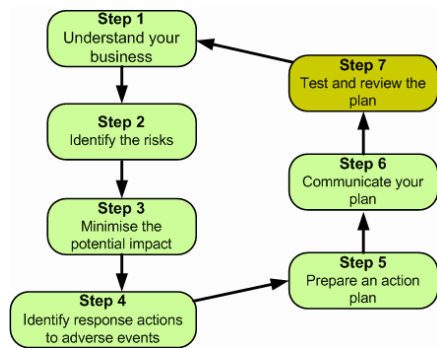 Step 1
Understand your
business
Step 2
Identify the risks
Step 3
Minimise the
potential impact
Step 4
Identify response actions
to adverse events
Step 5
Prepare an action
plan
Step 6
Communicate your
plan
Step 7
Test and review the
plan